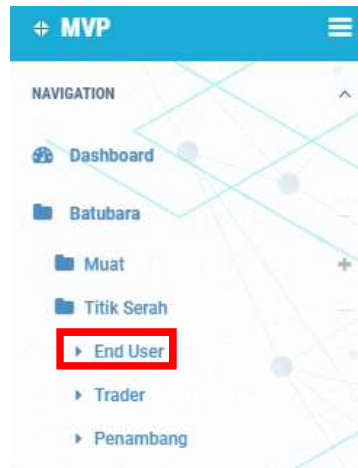 MVP
NAVIGATION
Dashboard
Batubara
Muat
Titik Serah
End User
Trader
Penambang